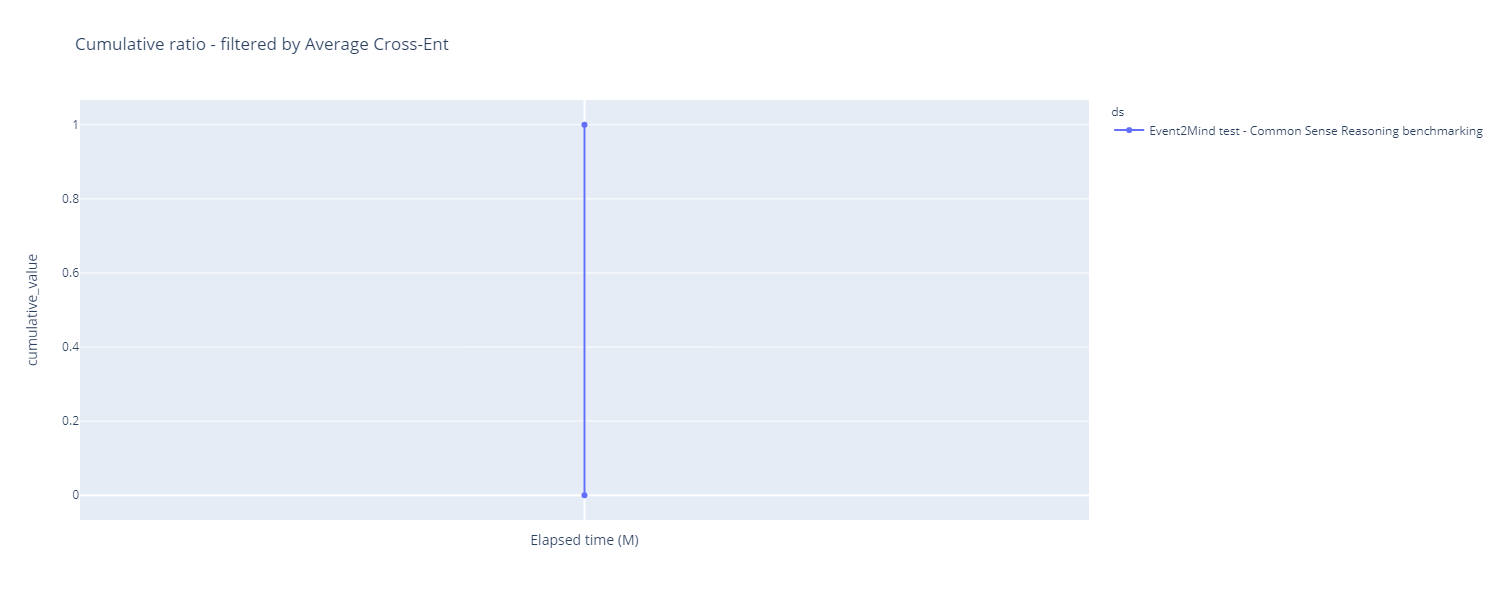 Cumulative ratio - filtered by Average Cross-Ent
ds
Event2Mind test - Common Sense Reasoning benchmarking
cumulative_value
1
0.8
0.6
0.4
0.2
0
Elapsed time (M)